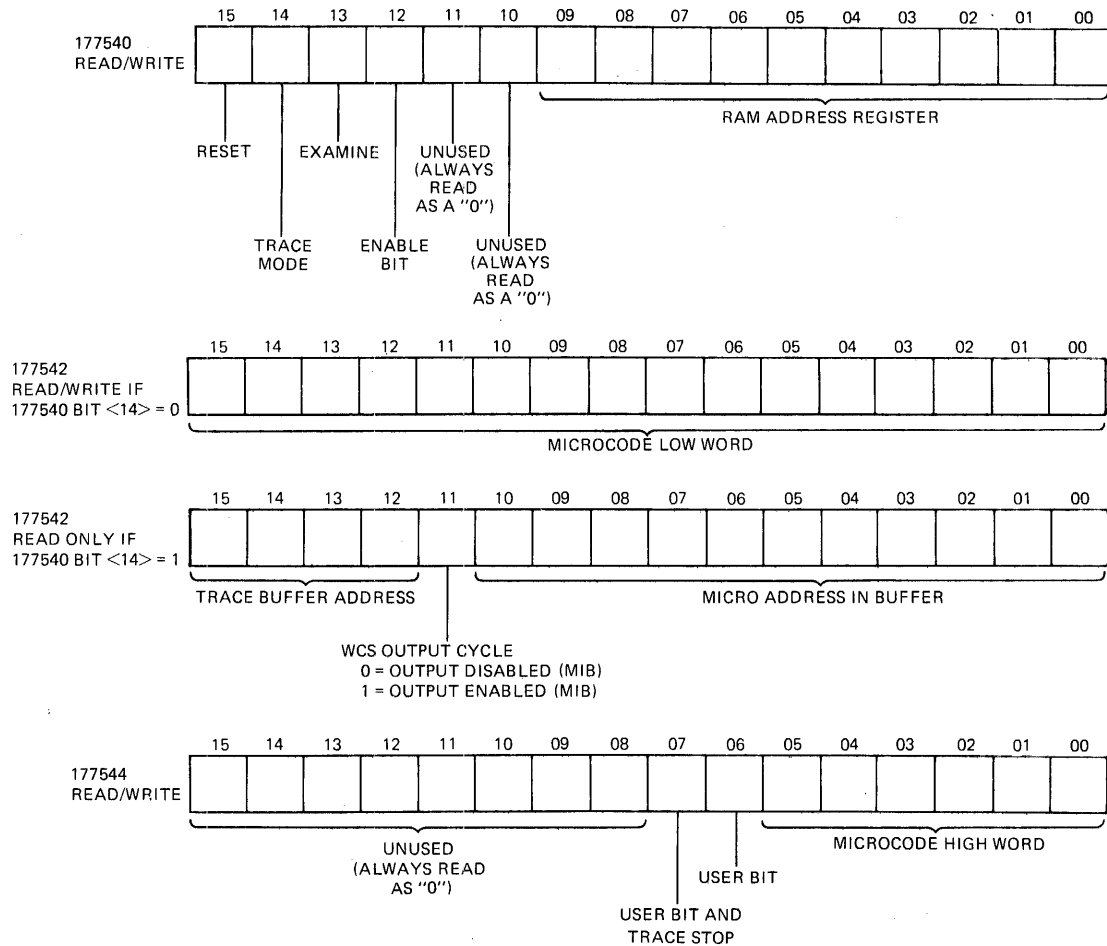 15 14 13 12 11 10 09 08 07 06 05 04 03 02 01 00
177540
READ/WRITE
RAM ADDRESS REGISTER
RESET
EXAMINE
UNUSED
(ALWAYS
READ
AS A "0")
TRACE
MODE
ENABLE
BIT
UNUSED
(ALWAYS
READ
AS A "0")
15 14 13 12 11 10 09 08 07 06 05 04 03 02 01 00
177542
READ/WRITE IF
177540 BIT <14> = 0
MICROCODE LOW WORD
15 14 13 12 11 10 09 08 07 06 05 04 03 02 01 00
177542
READ ONLY IF
177540 BIT <14> = 1
TRACE BUFFER ADDRESS
MICRO ADDRESS IN BUFFER
WCS OUTPUT CYCLE
0 = OUTPUT DISABLED (MIB)
1 = OUTPUT ENABLED (MIB)
15 14 13 12 11 10 09 08 07 06 05 04 03 02 01 00
177544
READ/WRITE
UNUSED
(ALWAYS READ
AS "0")
MICROCODE HIGH WORD
USER BIT
USER BIT AND
TRACE STOP